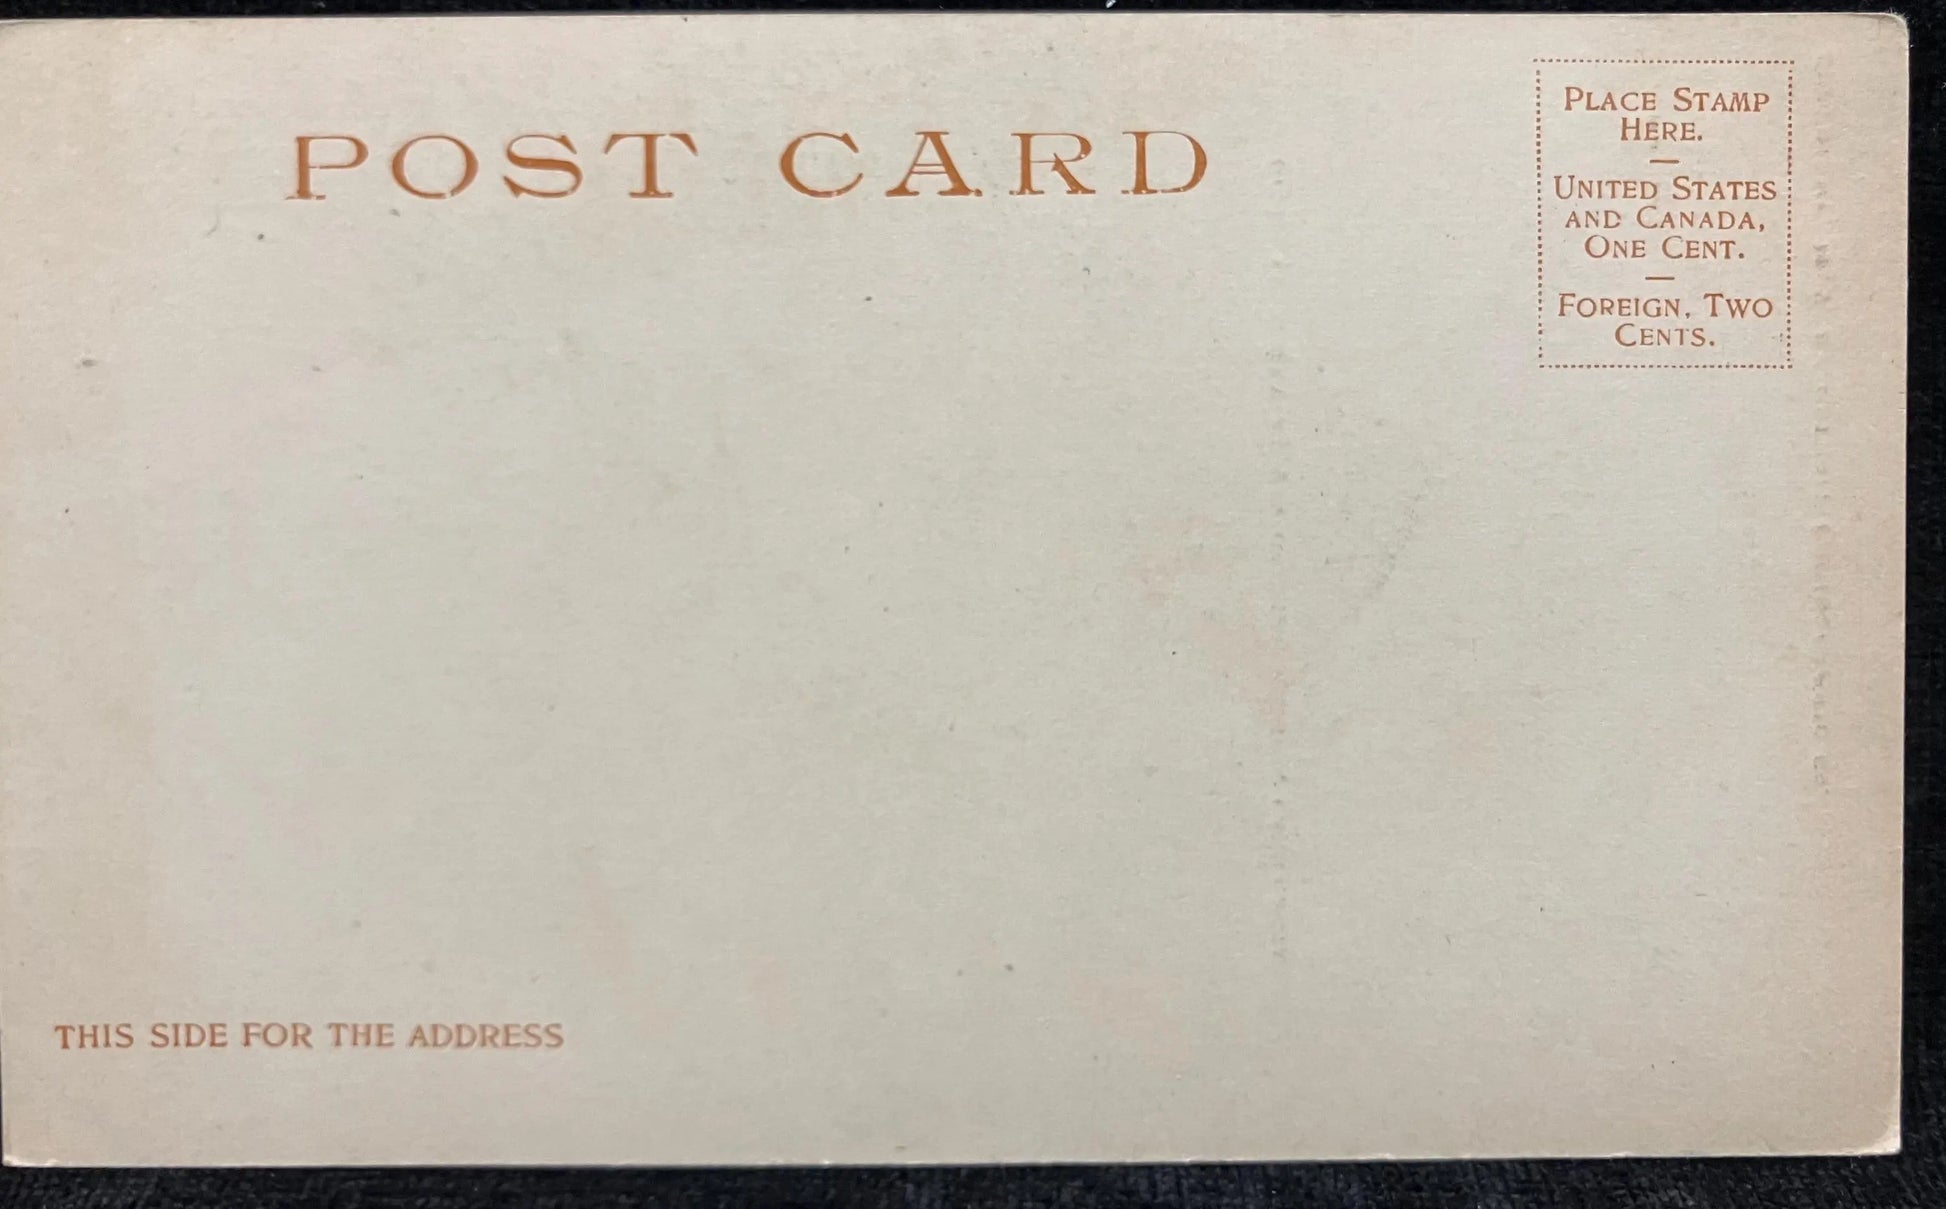 POST CARD
PLACE STAMP
HERE.
—
UNITED STATES
AND CANADA,
ONE CENT.
—
FOREIGN, TWO
CENTS.
THIS SIDE FOR THE ADDRESS